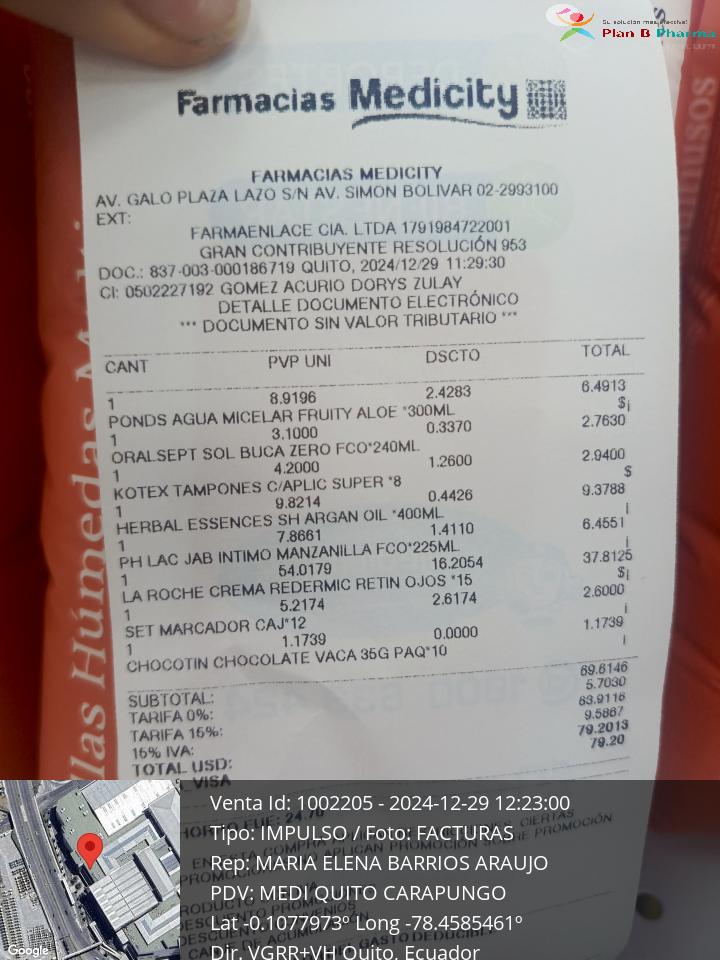 Su solución más efectiva!
Plan B Pharma
Farmacias Medicity
FARMACIAS MEDICITY
AV. GALO PLAZA LAZO S/N AV. SIMON BOLIVAR 02-2993100
EXT:
FARMAENLACE CIA. LTDA 1791984722001
GRAN CONTRIBUYENTE RESOLUCIÓN 953
DOC.: 837-003-000186719 QUITO, 2024/12/29 11:29:30
CI: 0502227192 GOMEZ ACURIO DORYS ZULAY
DETALLE DOCUMENTO ELECTRÓNICO
*** DOCUMENTO SIN VALOR TRIBUTARIO ***
CANT PVP UNI DSCTO TOTAL
1 8.9196 2.4283 6.4913
PONDS AGUA MICELAR FRUITY ALOE *300ML $¡
1 3.1000 0.3370 2.7630
ORALSEPT SOL BUCA ZERO FCO*240ML
1 4.2000 1.2600 2.9400
KOTEX TAMPONES C/APLIC SUPER *8 $
1 9.8214 0.4426 9.3788
HERBAL ESSENCES SH ARGAN OIL *400ML ¡
1 7.8661 1.4110 6.4551
PH LAC JAB INTIMO MANZANILLA FCO*225ML ¡
1 54.0179 16.2054 37.8125
LA ROCHE CREMA REDERMIC RETIN OJOS *15 $¡
1 5.2174 2.6174 2.6000
SET MARCADOR CAJ*12 ¡
1 1.1739 0.0000 1.1739
CHOCOTIN CHOCOLATE VACA 35G PAQ*10 ¡
SUBTOTAL: 69.6146
TARIFA 0%: 5.7030
TARIFA 15%: 63.9116
15% IVA: 9.5867
TOTAL USD: 79.2013
VISA 79.20
llas Húmedas
Venta Id: 1002205 - 2024-12-29 12:23:00
Tipo: IMPULSO / Foto: FACTURAS
Rep: MARIA ELENA BARRIOS ARAUJO
PDV: MEDI QUITO CARAPUNGO
Lat -0.1077973º Long -78.4585461º
Dir. VGRR+VH Quito, Ecuador
Google